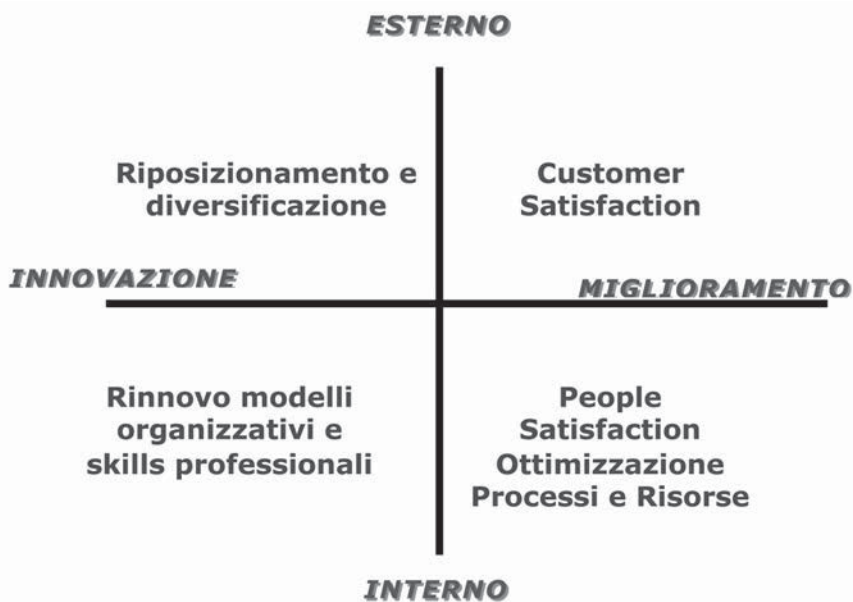 ESTERNO
Riposizionamento e
diversificazione
Customer
Satisfaction
INNOVAZIONE
MIGLIORAMENTO
Rinnovo modelli
organizzativi e
skills professionali
People
Satisfaction
Ottimizzazione
Processi e Risorse
INTERNO